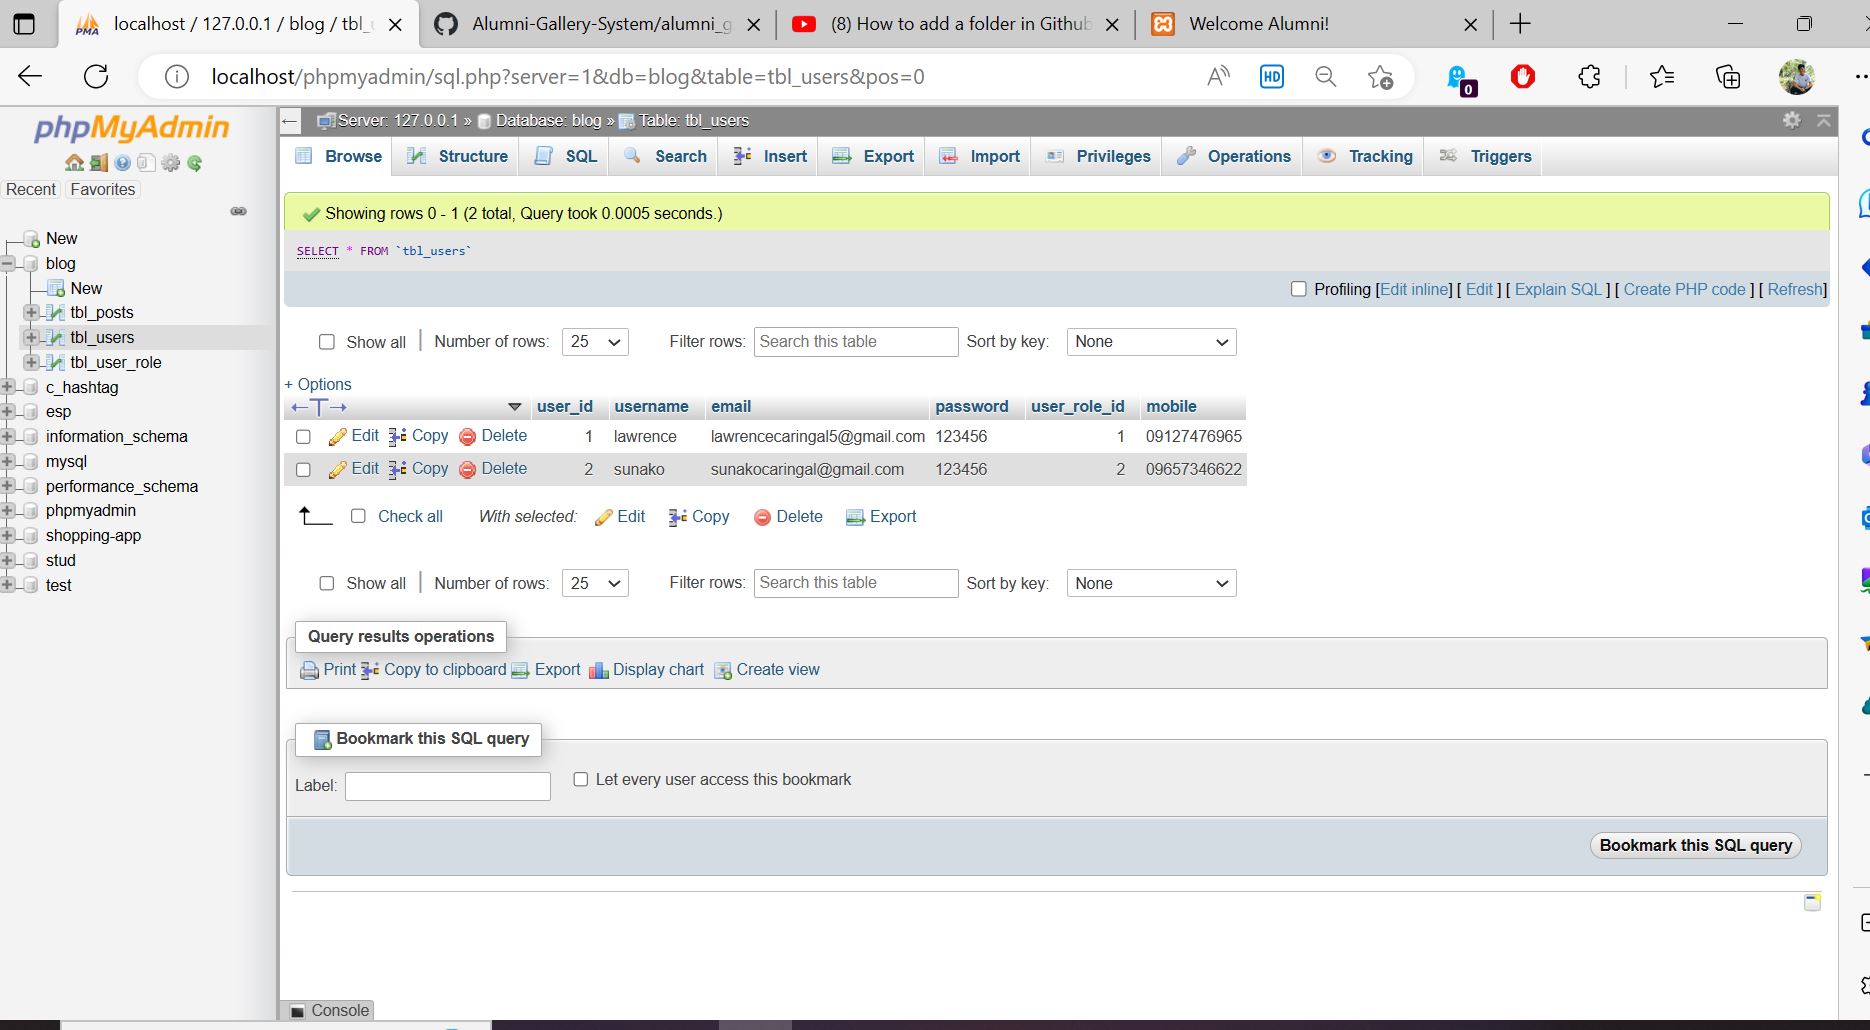 localhost / 127.0.0.1 / blog / tbl_u
Alumni-Gallery-System/alumni_g
(8) How to add a folder in Github
Welcome Alumni!
localhost/phpmyadmin/sql.php?server=1&db=blog&table=tbl_users&pos=0
HD
0
phpMyAdmin
Recent Favorites
New
blog
New
tbl_posts
tbl_users
tbl_user_role
c_hashtag
esp
information_schema
mysql
performance_schema
phpmyadmin
shopping-app
stud
test
Server: 127.0.0.1 » Database: blog » Table: tbl_users
Browse Structure SQL Search Insert Export Import Privileges Operations Tracking Triggers
Showing rows 0 - 1 (2 total, Query took 0.0005 seconds.)
SELECT * FROM `tbl_users`
Profiling [Edit inline] [ Edit ] [ Explain SQL ] [ Create PHP code ] [ Refresh]
Show all Number of rows: 25 Filter rows: Search this table Sort by key: None
+ Options
user_id username email password user_role_id mobile
Edit Copy Delete 1 lawrence lawrencecaringal5@gmail.com 123456 1 09127476965
Edit Copy Delete 2 sunako sunakocaringal@gmail.com 123456 2 09657346622
Check all With selected: Edit Copy Delete Export
Show all Number of rows: 25 Filter rows: Search this table Sort by key: None
Query results operations
Print Copy to clipboard Export Display chart Create view
Bookmark this SQL query
Label: Let every user access this bookmark
Bookmark this SQL query
Console